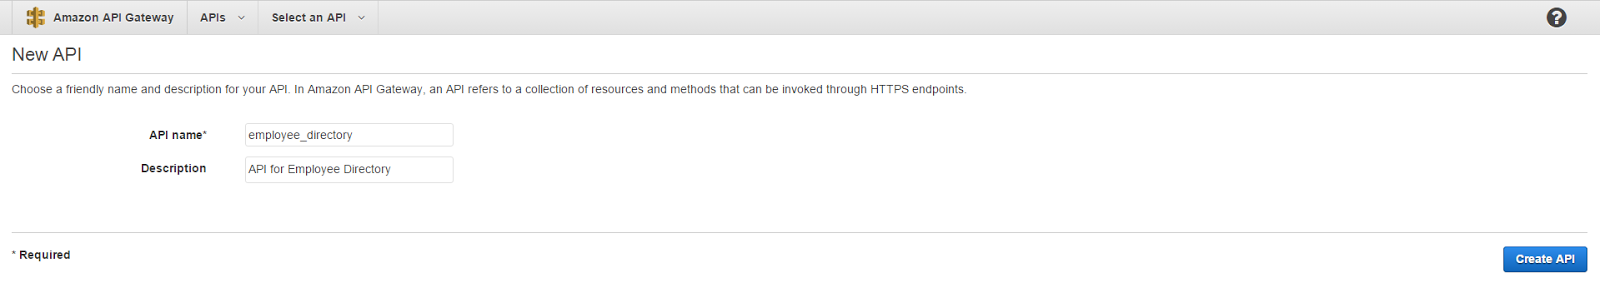 Amazon API Gateway APIs Select an API ?
New API
Choose a friendly name and description for your API. In Amazon API Gateway, an API refers to a collection of resources and methods that can be invoked through HTTPS endpoints.
API name* employee_directory
Description API for Employee Directory
* Required Create API